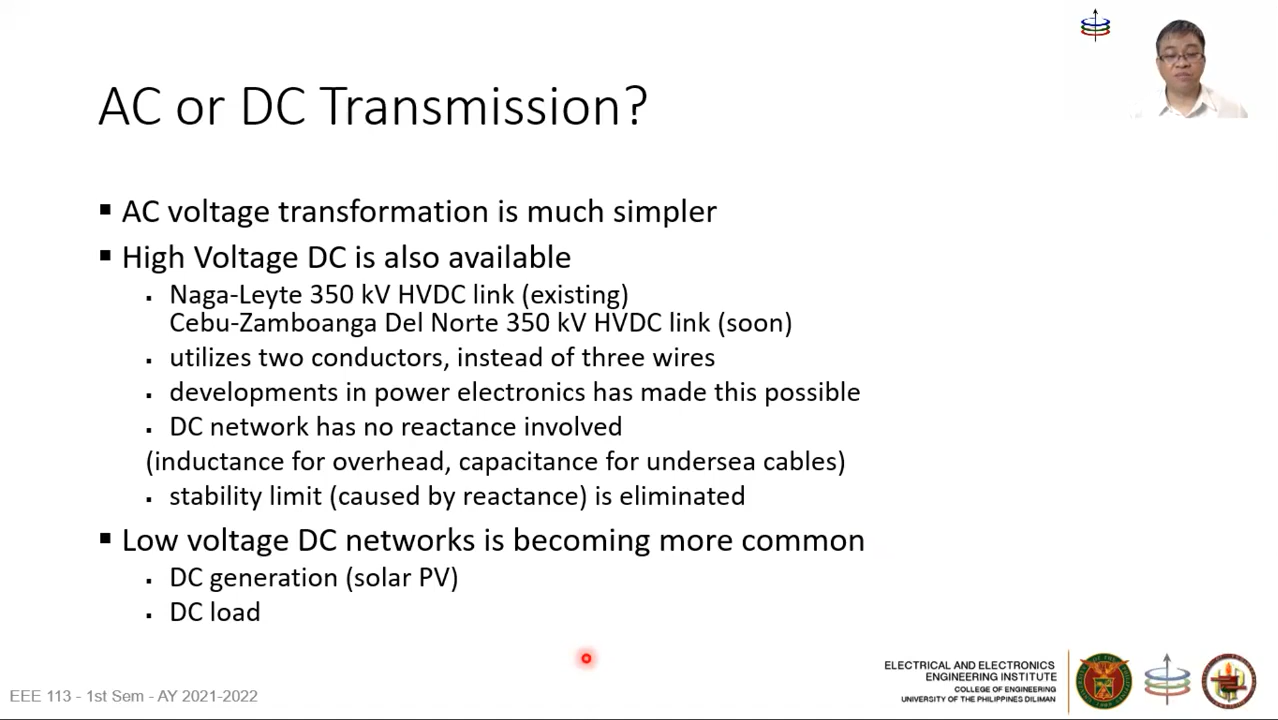 AC or DC Transmission?
▪ AC voltage transformation is much simpler
▪ High Voltage DC is also available
▪ Naga-Leyte 350 kV HVDC link (existing)
Cebu-Zamboanga Del Norte 350 kV HVDC link (soon)
▪ utilizes two conductors, instead of three wires
▪ developments in power electronics has made this possible
▪ DC network has no reactance involved
(inductance for overhead, capacitance for undersea cables)
▪ stability limit (caused by reactance) is eliminated
▪ Low voltage DC networks is becoming more common
▪ DC generation (solar PV)
▪ DC load
ELECTRICAL AND ELECTRONICS
ENGINEERING INSTITUTE
COLLEGE OF ENGINEERING
UNIVERSITY OF THE PHILIPPINES DILIMAN
EEE 113 - 1st Sem - AY 2021-2022